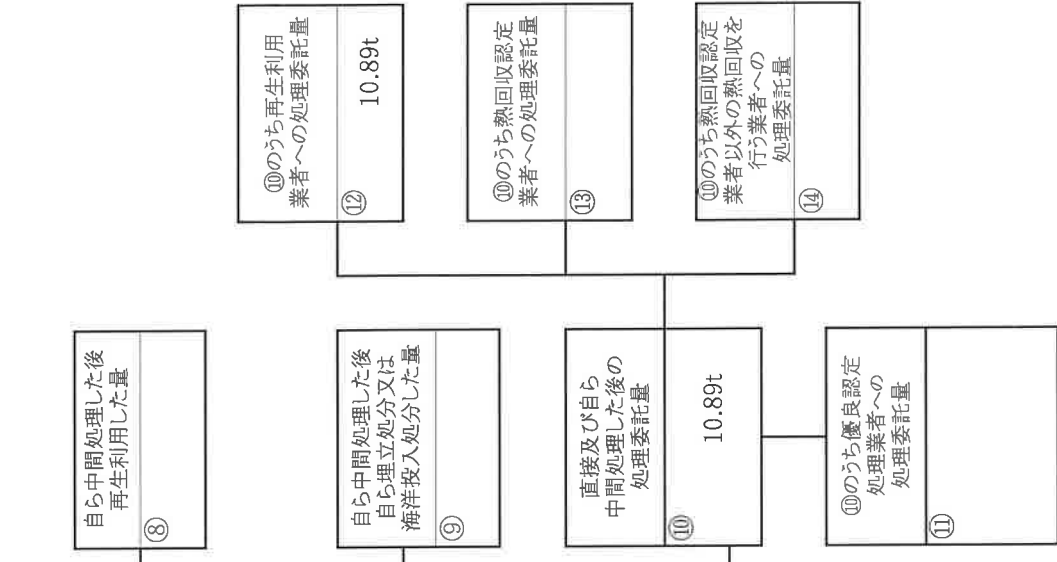 自ら中間処理した後
再生利用した量
⑧
自ら中間処理した後
自ら埋立処分又は
海洋投入処分した量
⑨
直接及び自ら
中間処理した後の
処理委託量
⑩
10.89t
⑩のうち優良認定
処理業者への
処理委託量
⑪
⑩のうち再生利用
業者への処理委託量
⑫
10.89t
⑩のうち熱回収認定
業者への処理委託量
⑬
⑩のうち熱回収認定
業者以外の熱回収を
行う業者への
処理委託量
⑭